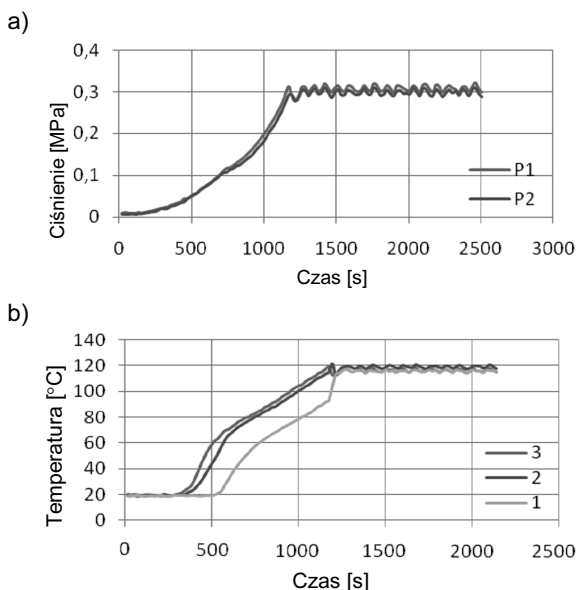 a)
0,4
0,3
0,2
0,1
0
Ciśnienie [MPa]
P1
P2
0 500 1000 1500 2000 2500 3000
Czas [s]
b)
140
120
100
80
60
40
20
0
Temperatura [°C]
3
2
1
0 500 1000 1500 2000 2500
Czas [s]